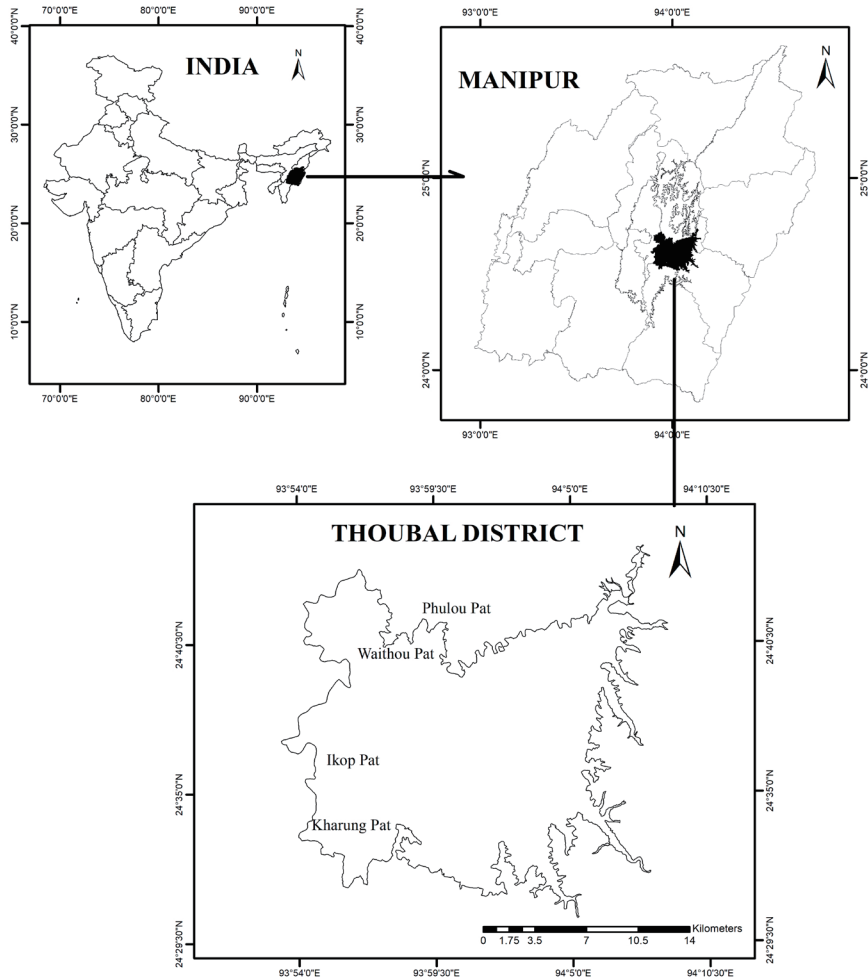 70°0'0"E 80°0'0"E 90°0'0"E
40°0'0"N
30°0'0"N
20°0'0"N
10°0'0"N
INDIA
N
40°0'0"N
30°0'0"N
20°0'0"N
10°0'0"N
70°0'0"E 80°0'0"E 90°0'0"E
93°0'0"E 94°0'0"E
25°0'0"N
24°0'0"N
MANIPUR
N
25°0'0"N
24°0'0"N
93°0'0"E 94°0'0"E
93°54'0"E 93°59'30"E 94°5'0"E 94°10'30"E
24°40'30"N
24°35'0"N
24°29'30"N
THOUBAL DISTRICT
N
Phulou Pat
Waithou Pat
Ikop Pat
Kharung Pat
Kilometers
0 1.75 3.5 7 10.5 14
24°40'30"N
24°35'0"N
24°29'30"N
93°54'0"E 93°59'30"E 94°5'0"E 94°10'30"E